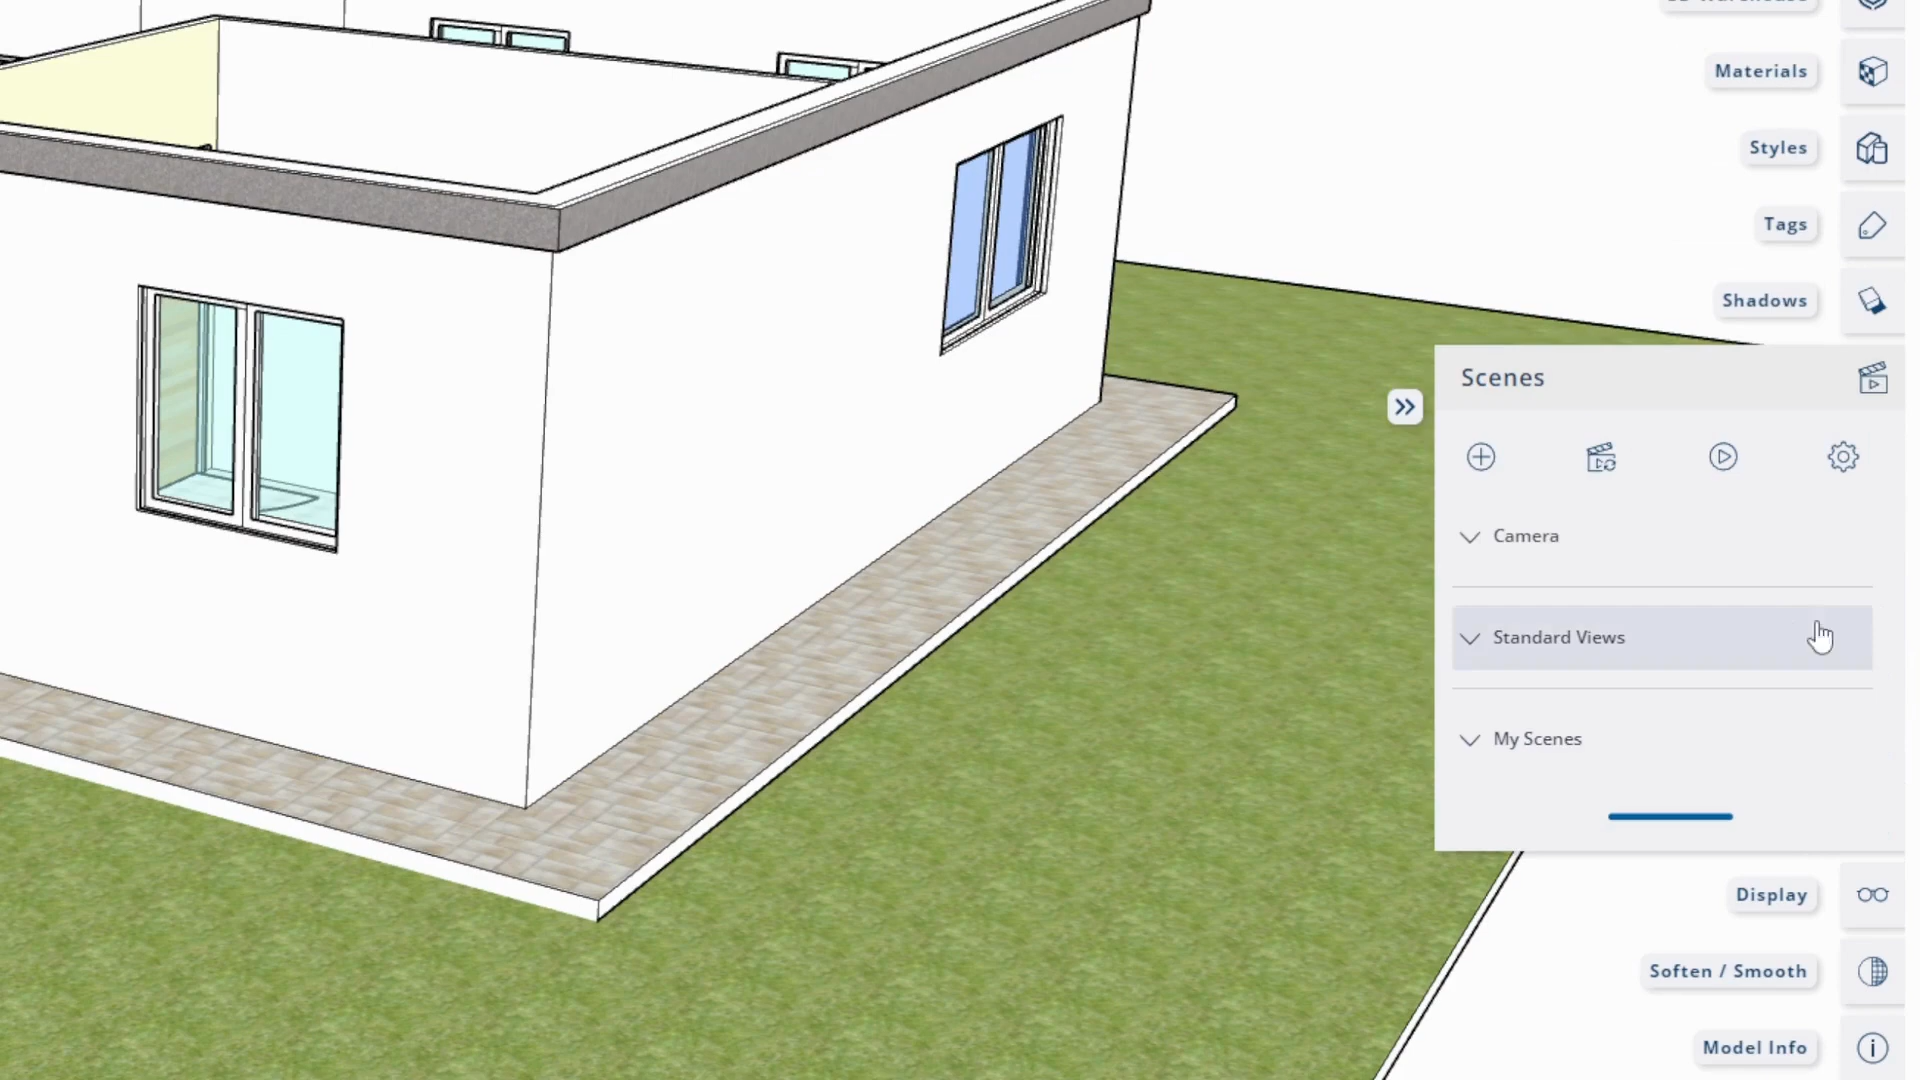 Materials
Styles
Tags
Shadows
Scenes
Camera
Standard Views
My Scenes
Display
Soften / Smooth
Model Info